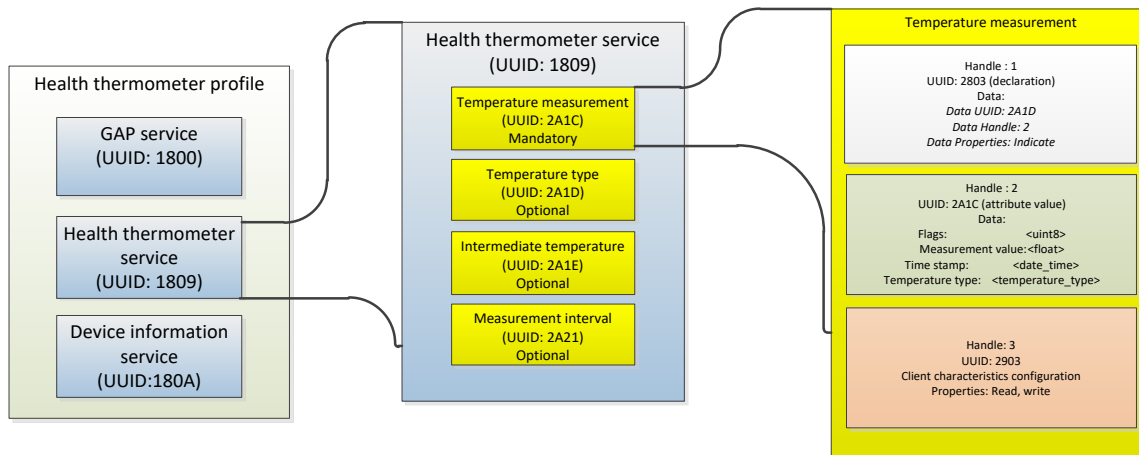 Health thermometer profile
GAP service
(UUID: 1800)
Health thermometer
service
(UUID: 1809)
Device information
service
(UUID:180A)
Health thermometer service
(UUID: 1809)
Temperature measurement
(UUID: 2A1C)
Mandatory
Temperature type
(UUID: 2A1D)
Optional
Intermediate temperature
(UUID: 2A1E)
Optional
Measurement interval
(UUID: 2A21)
Optional
Temperature measurement
Handle : 1
UUID: 2803 (declaration)
Data:
Data UUID: 2A1D
Data Handle: 2
Data Properties: Indicate
Handle : 2
UUID: 2A1C (attribute value)
Data:
Flags: <uint8>
Measurement value:<float>
Time stamp: <date_time>
Temperature type: <temperature_type>
Handle: 3
UUID: 2903
Client characteristics configuration
Properties: Read, write